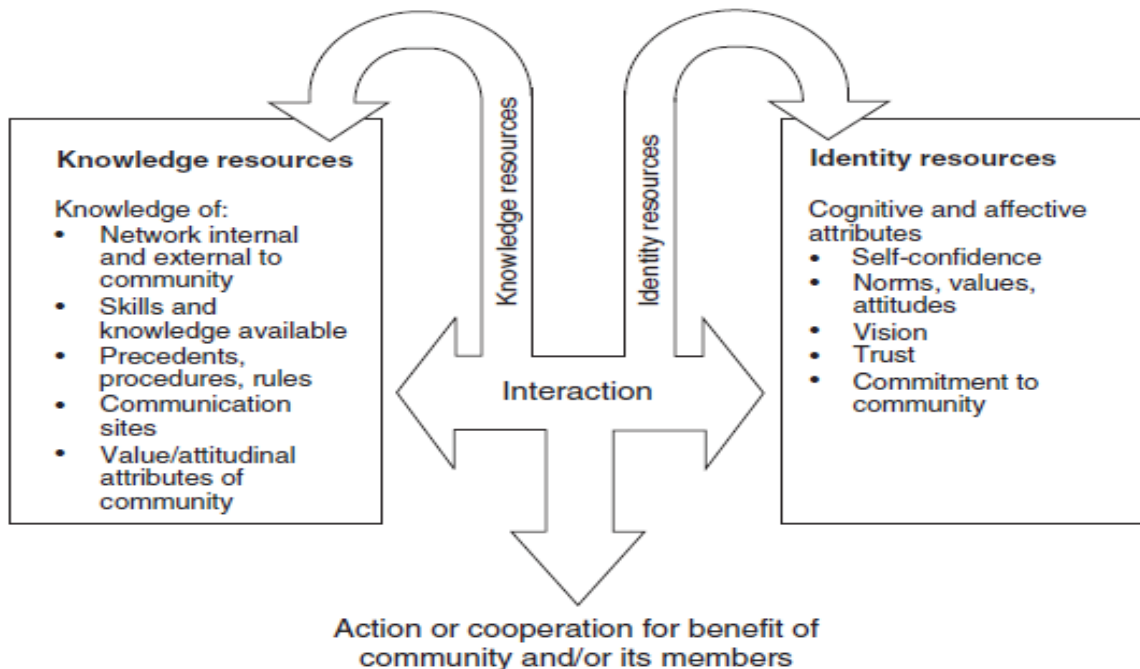 Knowledge resources
Knowledge of:
• Network internal
and external to
community
• Skills and
knowledge available
• Precedents,
procedures, rules
• Communication
sites
• Value/attitudinal
attributes of
community
Knowledge resources
Interaction
Identity resources
Identity resources
Cognitive and affective
attributes
• Self-confidence
• Norms, values,
attitudes
• Vision
• Trust
• Commitment to
community
Action or cooperation for benefit of
community and/or its members